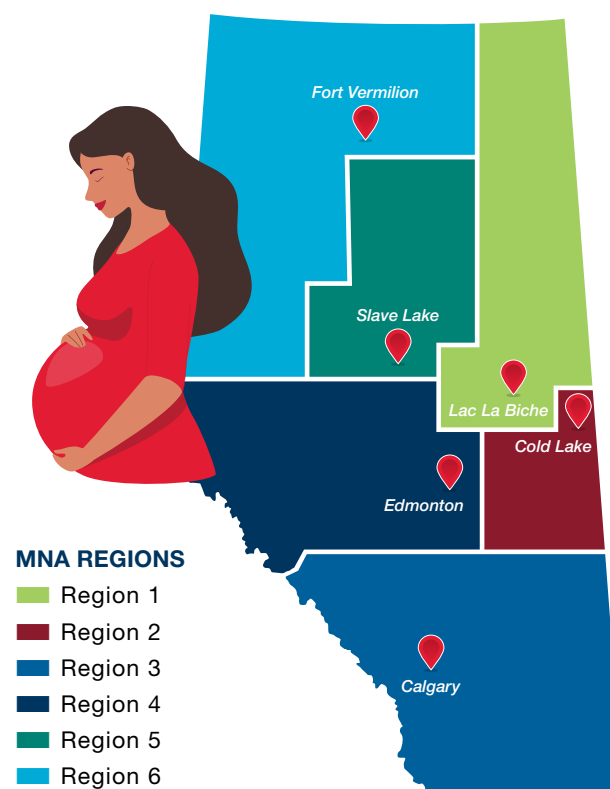 Fort Vermilion
Slave Lake
Lac La Biche
Cold Lake
Edmonton
MNA REGIONS
Region 1
Region 2
Region 3
Calgary
Region 4
Region 5
Region 6